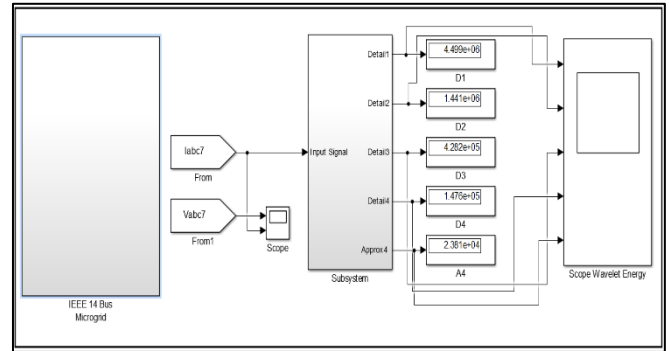 IEEE 14 Bus
Microgrid
Iabc7
From
Vabc7
From1
Scope
Input Signal
Detail1
Detail2
Detail3
Detail4
Approx4
Subsystem
4.499e+06
D1
1.441e+06
D2
4.282e+05
D3
1.476e+05
D4
2.381e+04
A4
Scope Wavelet Energy